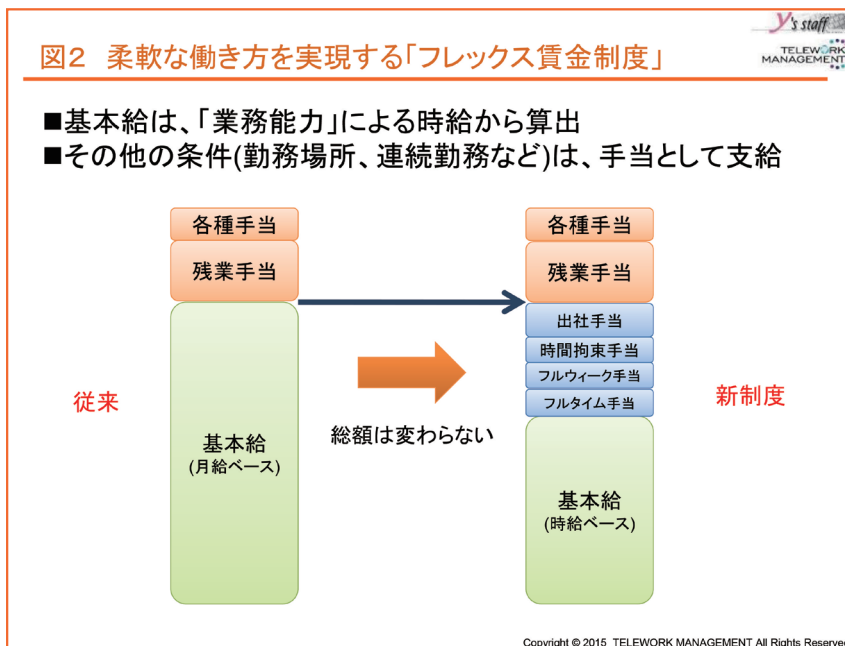 y's staff
TELEWORK
MANAGEMENT
図2 柔軟な働き方を実現する「フレックス賃金制度」
■基本給は、「業務能力」による時給から算出
■その他の条件(勤務場所、連続勤務など)は、手当として支給
各種手当
残業手当
従来
基本給
(月給ベース)
総額は変わらない
各種手当
残業手当
出社手当
時間拘束手当
フルウィーク手当
フルタイム手当
基本給
(時給ベース)
新制度
Copyright © 2015 TELEWORK MANAGEMENT All Rights Reserved